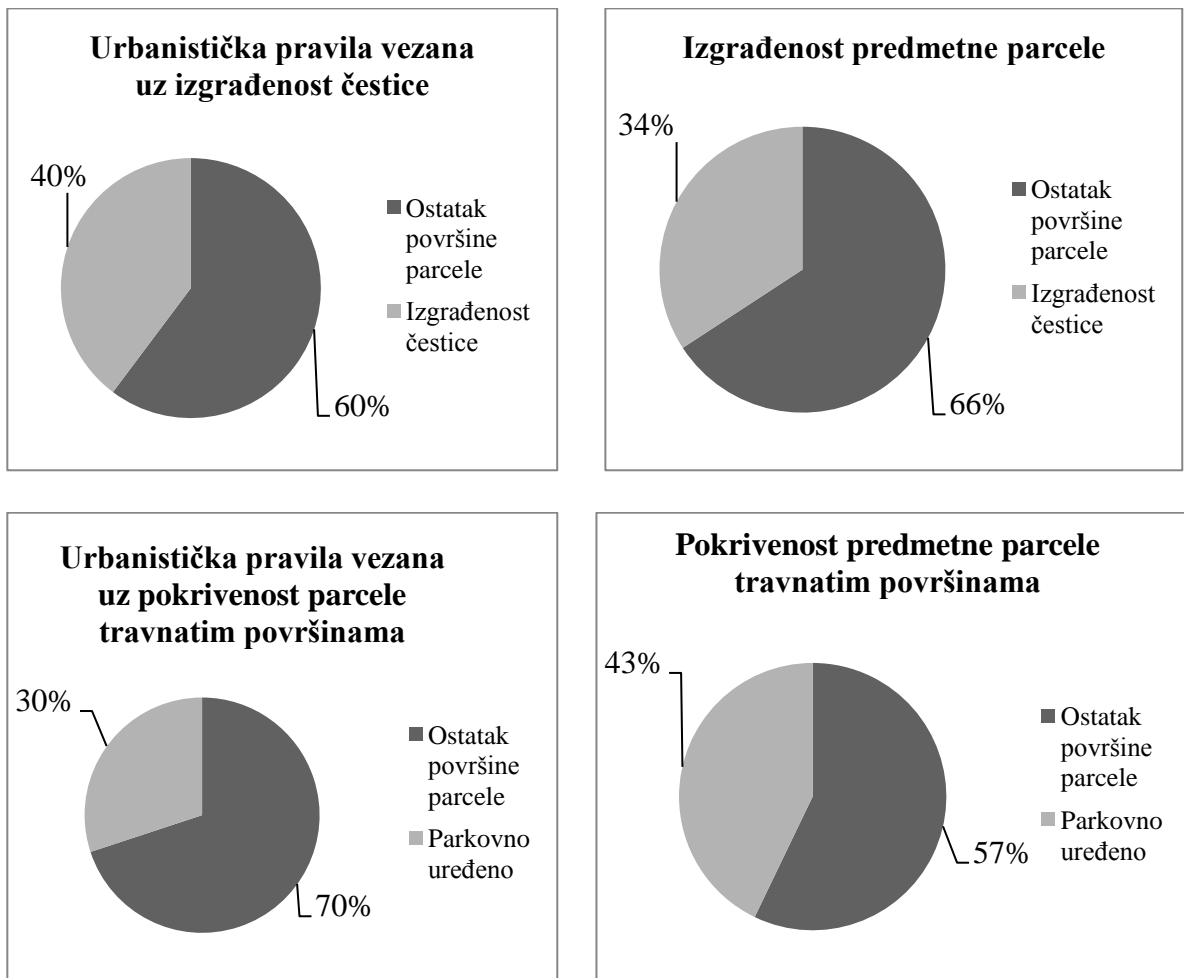 Urbanistička pravila vezana
uz izgrađenost čestice
40%
Ostatak
površine
parcele
Izgrađenost
čestice
60%
Izgrađenost predmetne parcele
34%
Ostatak
površine
parcele
Izgrađenost
čestice
66%
Urbanistička pravila vezana
uz pokrivenost parcele
travnatim površinama
30%
Ostatak
površine
parcele
Parkovno
uređeno
70%
Pokrivenost predmetne parcele
travnatim površinama
43%
Ostatak
površine
parcele
Parkovno
uređeno
57%